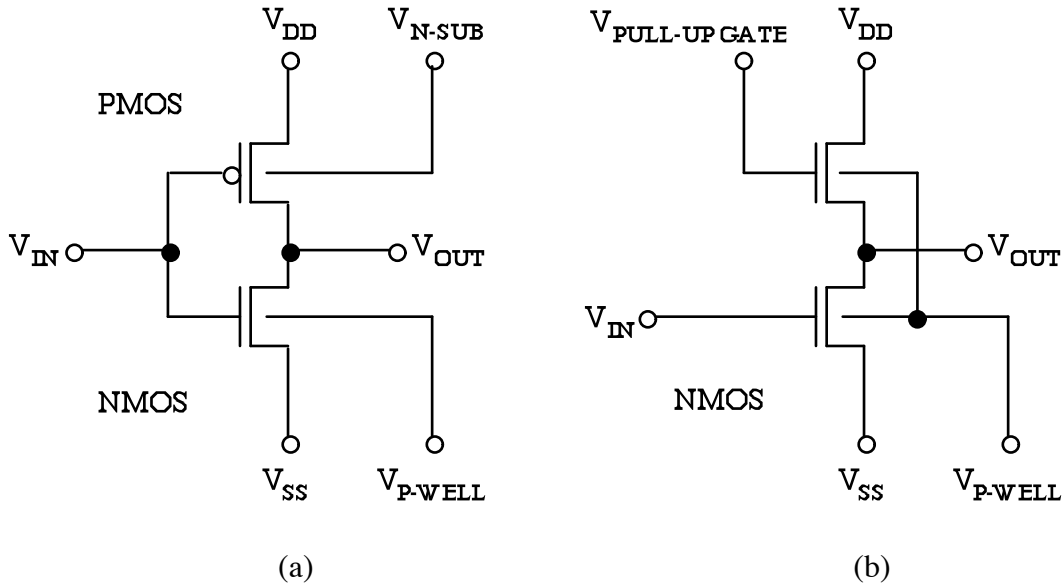 V_DD V_N-SUB
PMOS
V_IN V_OUT
NMOS
V_SS V_P-WELL
(a)
V_PULL-UP GATE V_DD
V_OUT
V_IN
NMOS
V_SS V_P-WELL
(b)